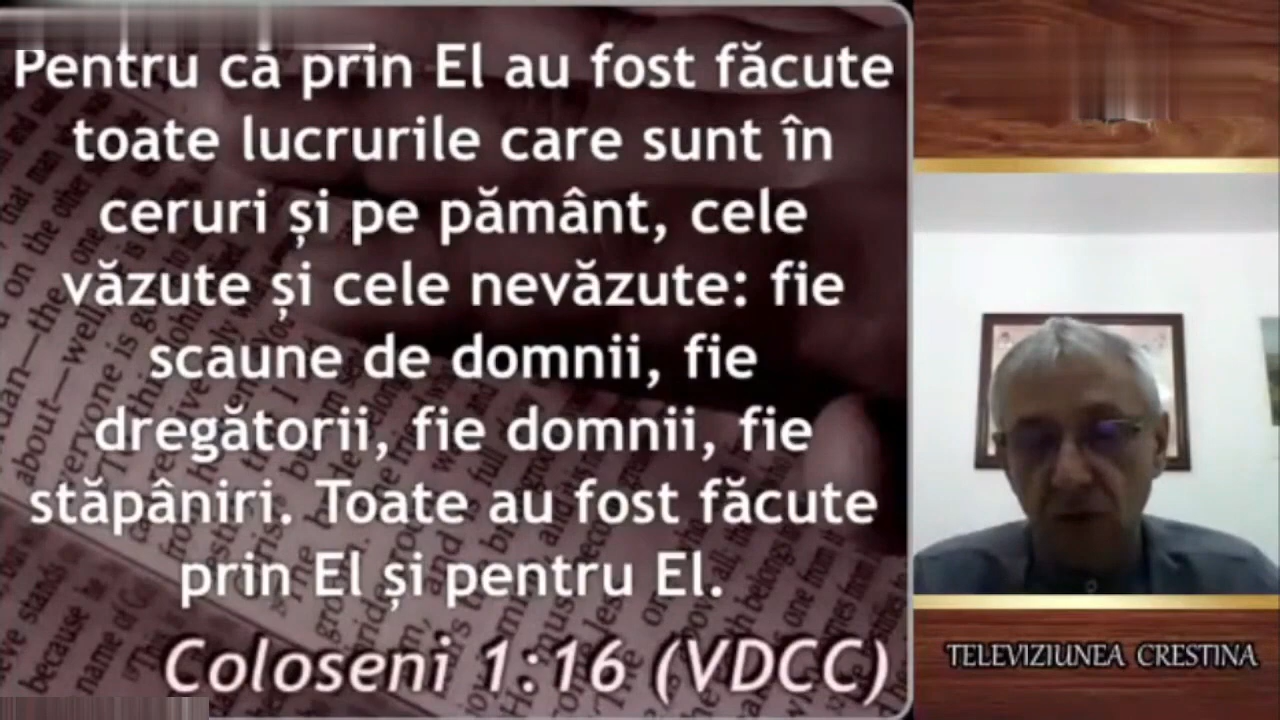 Pentru că prin El au fost făcute
toate lucrurile care sunt în
ceruri și pe pământ, cele
văzute și cele nevăzute: fie
scaune de domnii, fie
dregătorii, fie domnii, fie
stăpâniri. Toate au fost făcute
prin El și pentru El.
Coloseni 1:16 (VDCC)
TELEVIZIUNEA CRESTINA